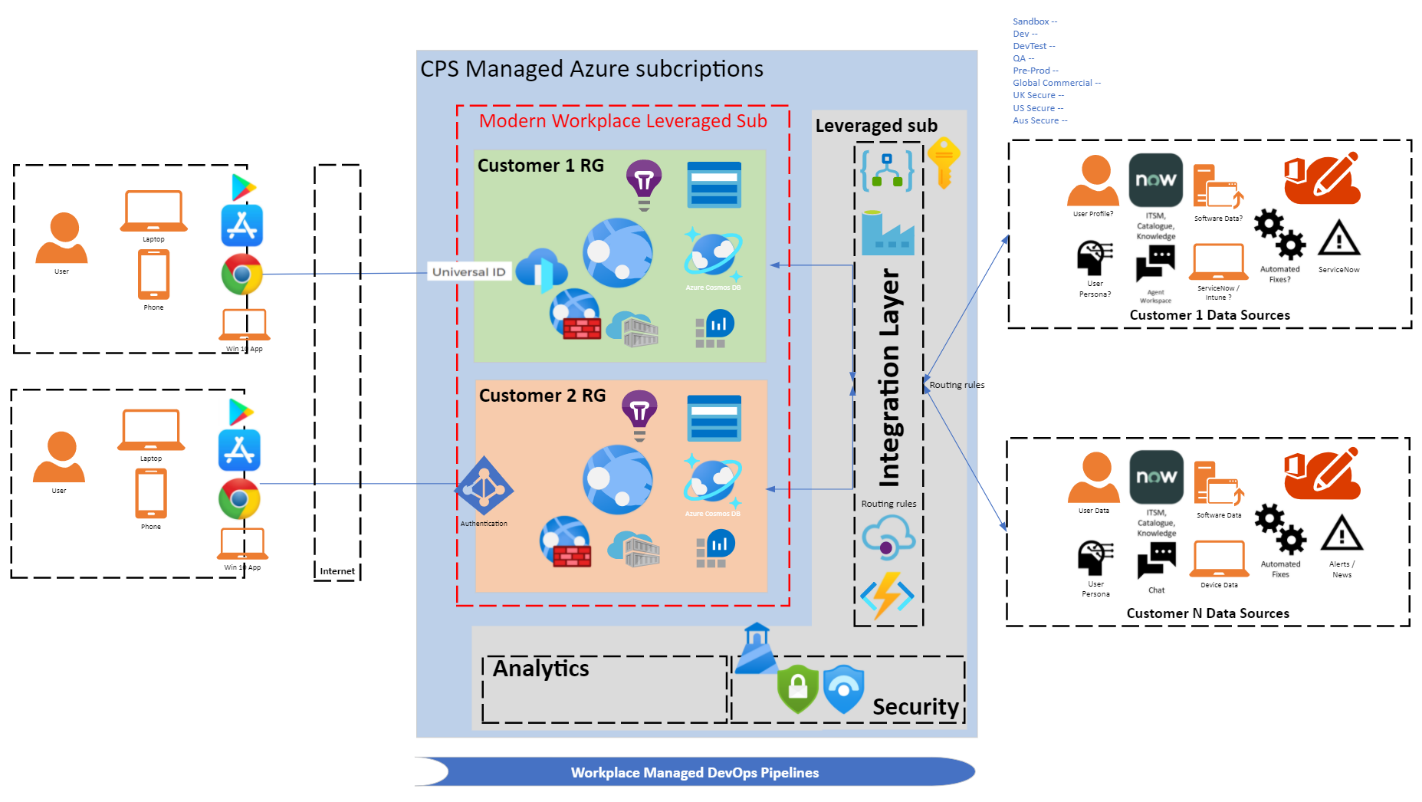 Sandbox --
Dev --
DevTest --
QA --
Pre-Prod --
Global Commercial --
UK Secure --
US Secure --
Aus Secure --
CPS Managed Azure subcriptions
Modern Workplace Leveraged Sub
Leveraged sub
Customer 1 RG
Universal ID
Azure Cosmos DB
Customer 2 RG
Azure Cosmos DB
Authentication
Integration Layer
Routing rules
Routing rules
Analytics
Security
Workplace Managed DevOps Pipelines
User
Laptop
Phone
Win 10 App
User
Laptop
Phone
Win 10 App
Internet
User Profile?
now
ITSM,
Catalogue,
Knowledge
Software Data?
User
Persona?
Agent
Workspace
ServiceNow /
Intune ?
Automated
Fixes?
ServiceNow
Customer 1 Data Sources
User Data
now
ITSM,
Catalogue,
Knowledge
Software Data
User
Persona
Chat
Device Data
Automated
Fixes
Alerts /
News
Customer N Data Sources